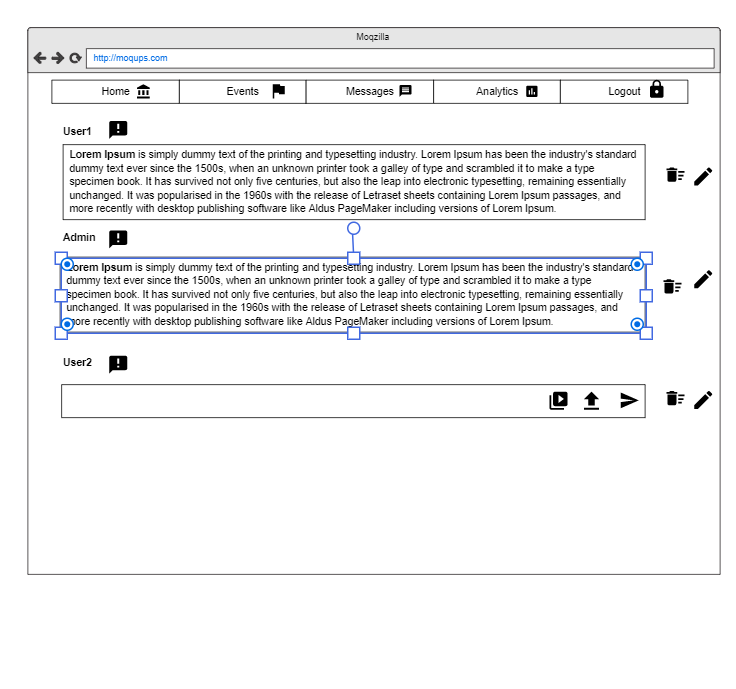 Moqzilla
http://moqups.com
Home Events Messages Analytics Logout
User1
Lorem Ipsum is simply dummy text of the printing and typesetting industry. Lorem Ipsum has been the industry's standard
dummy text ever since the 1500s, when an unknown printer took a galley of type and scrambled it to make a type
specimen book. It has survived not only five centuries, but also the leap into electronic typesetting, remaining essentially
unchanged. It was popularised in the 1960s with the release of Letraset sheets containing Lorem Ipsum passages, and
more recently with desktop publishing software like Aldus PageMaker including versions of Lorem Ipsum.
Admin
Lorem Ipsum is simply dummy text of the printing and typesetting industry. Lorem Ipsum has been the industry's standard
dummy text ever since the 1500s, when an unknown printer took a galley of type and scrambled it to make a type
specimen book. It has survived not only five centuries, but also the leap into electronic typesetting, remaining essentially
unchanged. It was popularised in the 1960s with the release of Letraset sheets containing Lorem Ipsum passages, and
more recently with desktop publishing software like Aldus PageMaker including versions of Lorem Ipsum.
User2